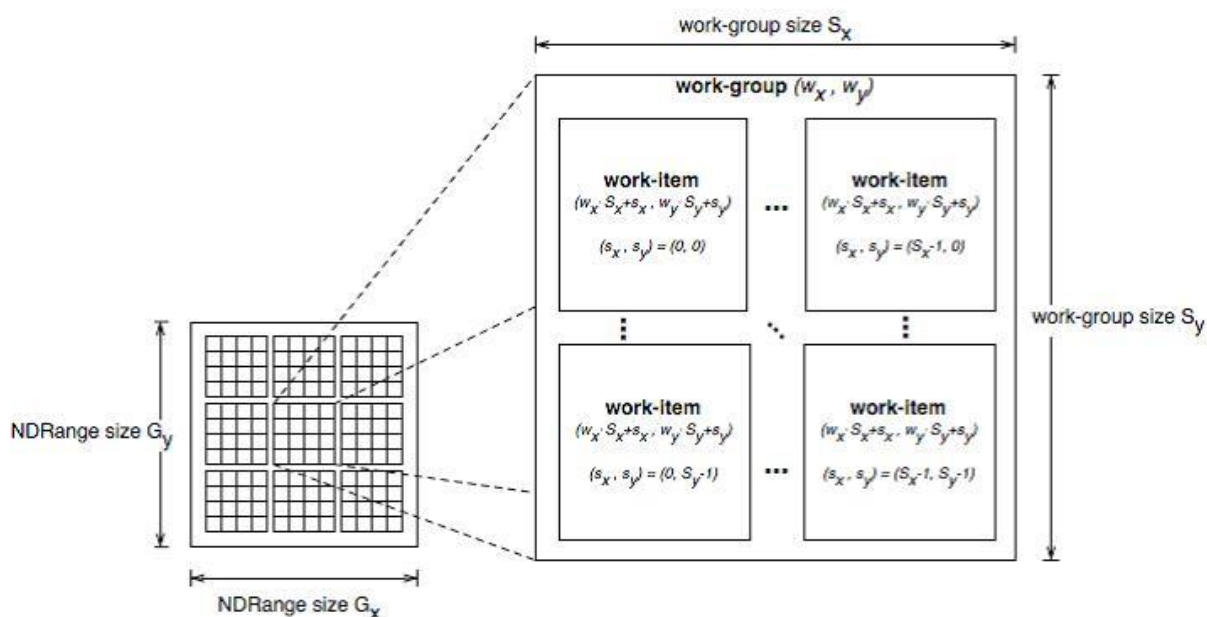 work-group size Sx
work-group (wx , wy)
work-item
(wx· Sx+sx , wy· Sy+sy)
(sx , sy) = (0, 0)
...
work-item
(wx· Sx+sx , wy· Sy+sy)
(sx , sy) = (Sx-1, 0)
work-group size Sy
work-item
(wx· Sx+sx , wy· Sy+sy)
(sx , sy) = (0, Sy-1)
...
work-item
(wx· Sx+sx , wy· Sy+sy)
(sx , sy) = (Sx-1, Sy-1)
NDRange size Gy
NDRange size Gx